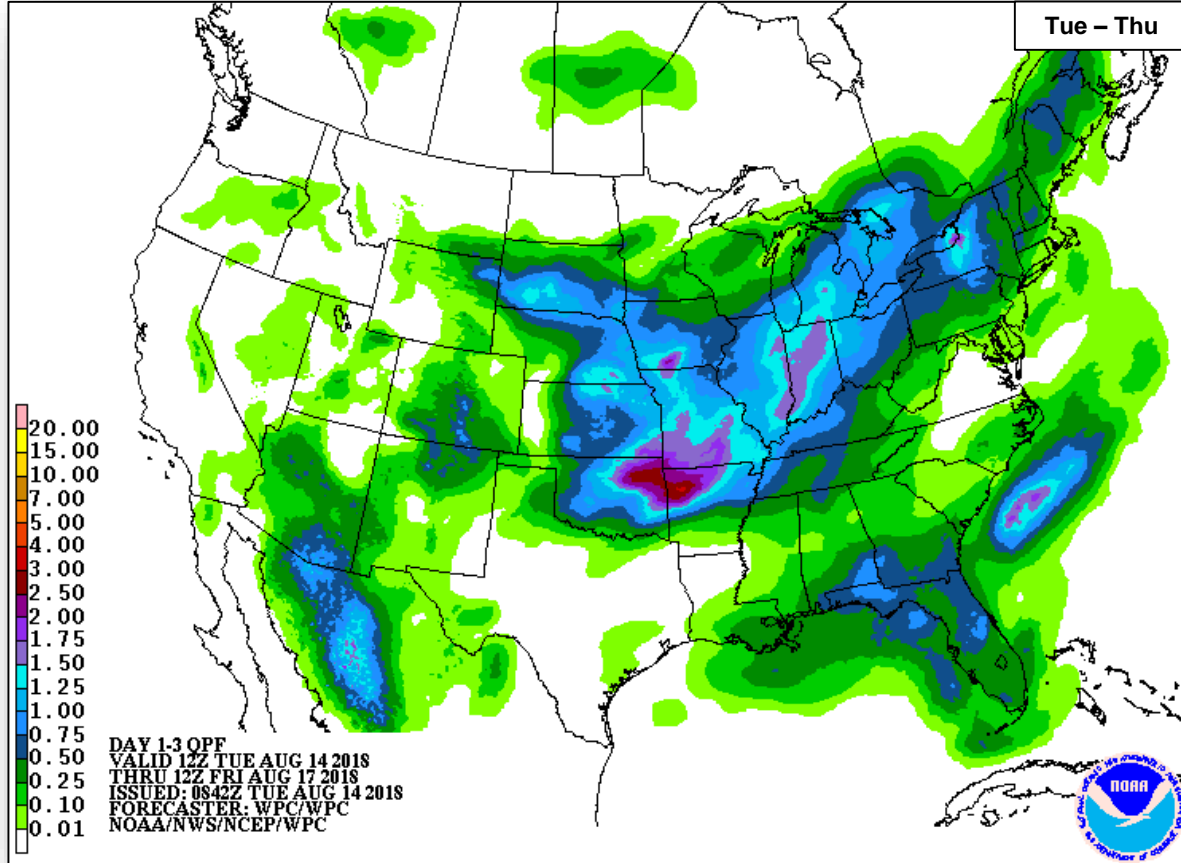 Tue – Thu
20.00
15.00
10.00
7.00
5.00
4.00
3.00
2.50
2.00
1.75
1.50
1.25
1.00
0.75
0.50
0.25
0.10
0.01
DAY 1-3 QPF
VALID 12Z TUE AUG 14 2018
THRU 12Z FRI AUG 17 2018
ISSUED: 0842Z TUE AUG 14 2018
FORECASTER: WPC/WPC
NOAA/NWS/NCEP/WPC
NOAA